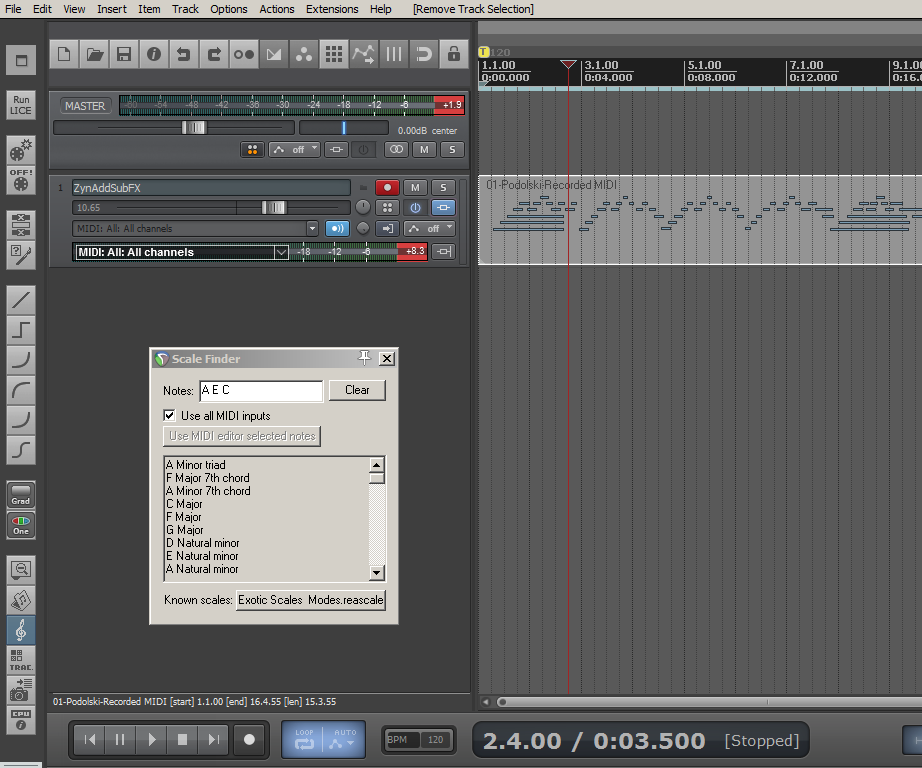 File Edit View Insert Item Track Options Actions Extensions Help [Remove Track Selection]
T 120
1.1.00 3.1.00 5.1.00 7.1.00 9.1.00
0:00.000 0:04.000 0:08.000 0:12.000 0:16.
Run
LICE
MASTER -60 -54 -48 -42 -36 -30 -24 -18 -12 -6 +1.9
0.00dB center
off M S
OFF!
1 ZynAddSubFX M S
10.65
MIDI: All: All channels off
MIDI: All: All channels -18 -12 -6 +8.3
01-Podolski-Recorded MIDI
Scale Finder
Notes: A E C Clear
Use all MIDI inputs
Use MIDI editor selected notes
A Minor triad
F Major 7th chord
A Minor 7th chord
C Major
F Major
G Major
D Natural minor
E Natural minor
A Natural minor
Known scales: Exotic Scales Modes.reascale
Grad
One
TRAC.
CPU
01-Podolski-Recorded MIDI [start] 1.1.00 [end] 16.4.55 [len] 15.3.55
LOOP AUTO
BPM 120
2.4.00 / 0:03.500 [Stopped]